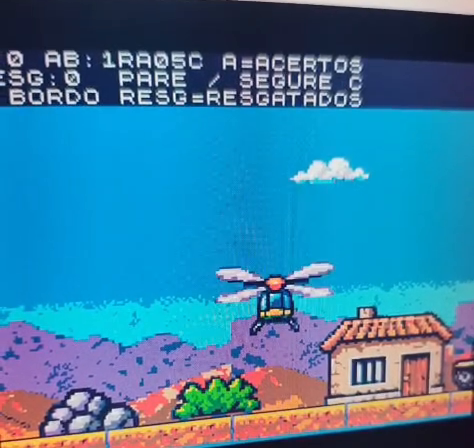 0 AB:1RA05C A=ACERTOS
ESG:0 PARE / SEGURE C
BORDO RESG=RESGATADOS